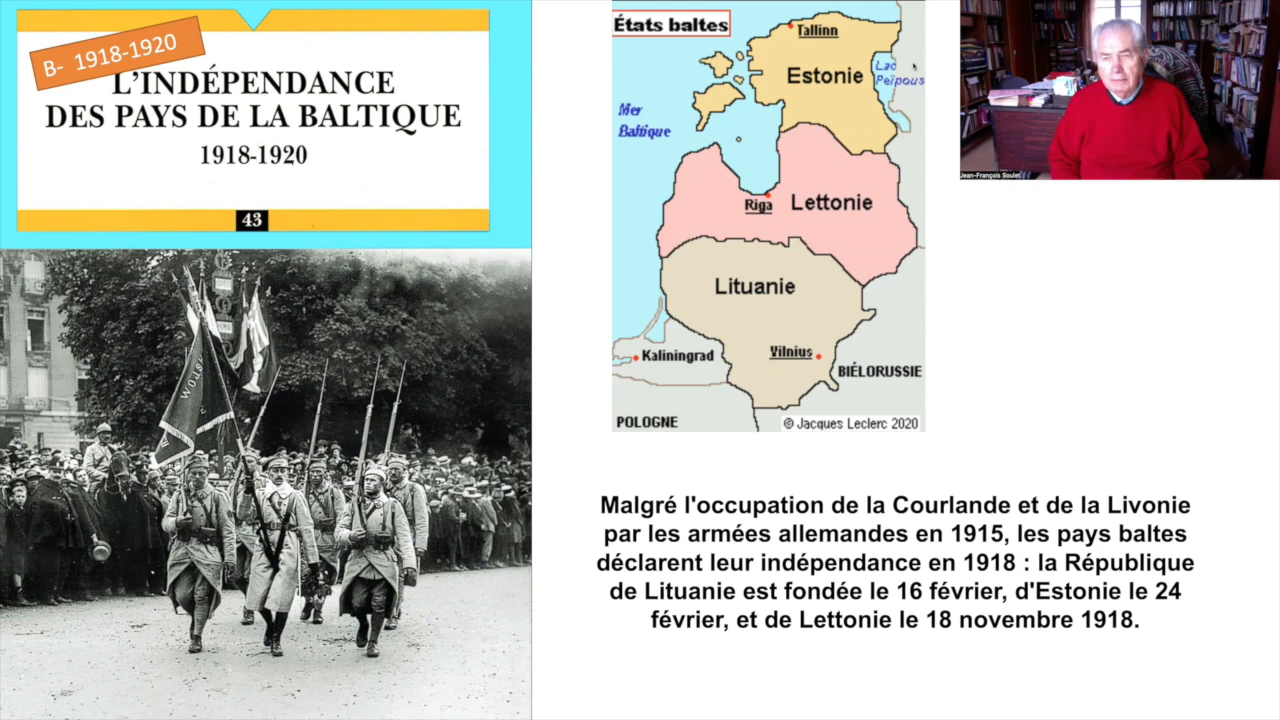 B- 1918-1920
L'INDÉPENDANCE
DES PAYS DE LA BALTIQUE
1918-1920
43
États baltes
Tallinn
Estonie
Lac
Peïpous
Mer
Baltique
Riga
Lettonie
Lituanie
Kaliningrad
Vilnius
BIÉLORUSSIE
POLOGNE
© Jacques Leclerc 2020
Jean-François Soulet
Malgré l'occupation de la Courlande et de la Livonie
par les armées allemandes en 1915, les pays baltes
déclarent leur indépendance en 1918 : la République
de Lituanie est fondée le 16 février, d'Estonie le 24
février, et de Lettonie le 18 novembre 1918.